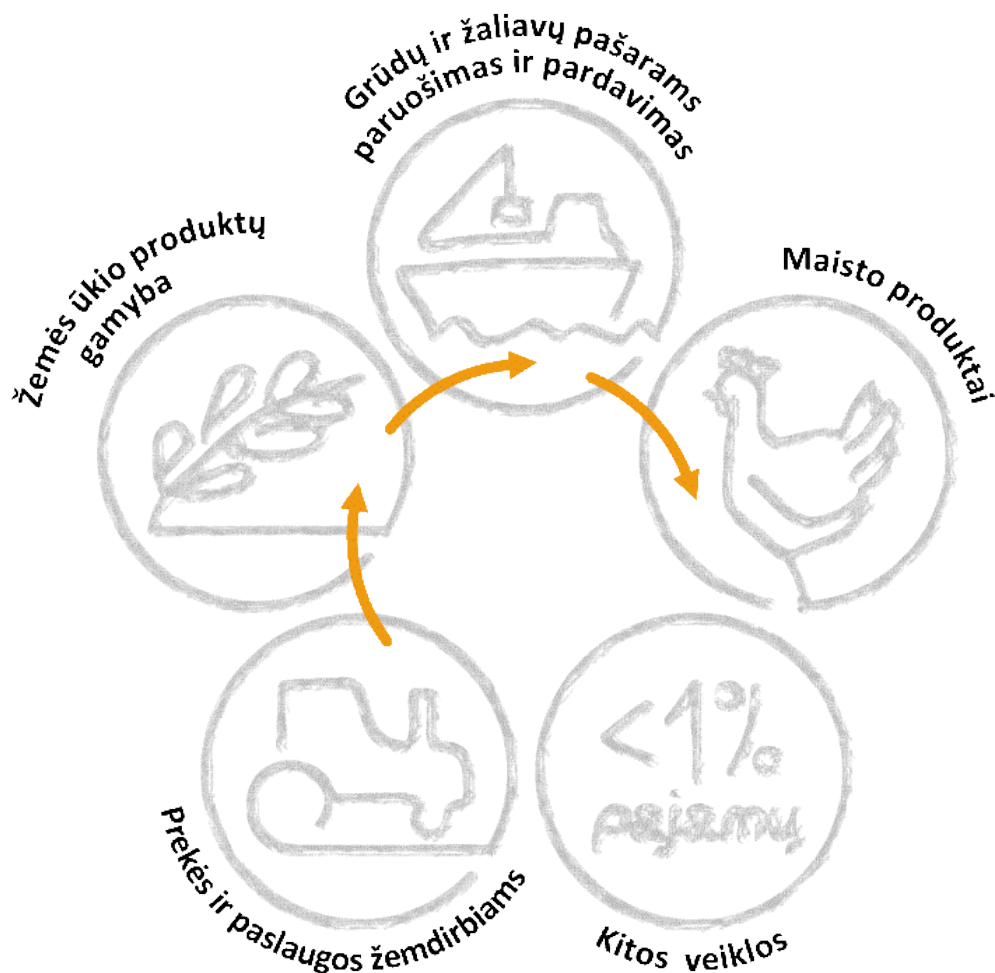 Grūdų ir žaliavų pašarams
paruošimas ir pardavimas
Žemės ūkio produktų
gamyba
Maisto produktai
<1%
pajamų
Prekės ir paslaugos žemdirbiams
Kitos veiklos